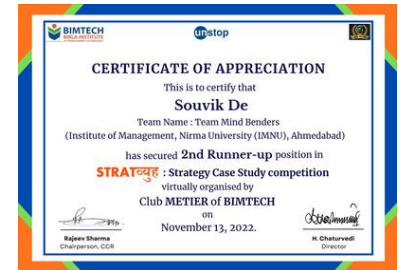 BIMTECH
BIRLA INSTITUTE
unstop
CERTIFICATE OF APPRECIATION
This is to certify that
Souvik De
Team Name : Team Mind Benders
(Institute of Management, Nirma University (IMNU), Ahmedabad)
has secured 2nd Runner-up position in
STRATव्यूह : Strategy Case Study competition
virtually organised by
Club METIER of BIMTECH
on
November 13, 2022.
Rajeev Sharma
Chairperson, CCR
H. Chaturvedi
Director